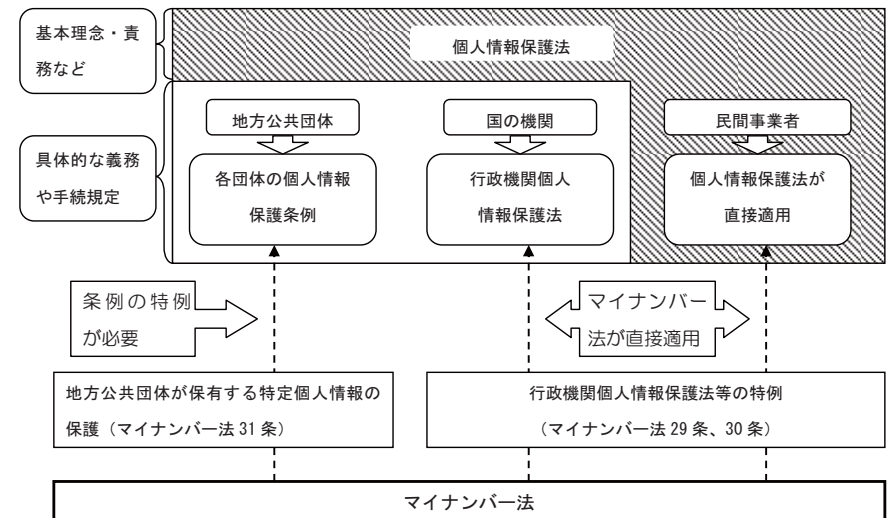 基本理念・責
務など
個人情報保護法
具体的な義務
や手続規定
地方公共団体
国の機関
民間事業者
各団体の個人情報
保護条例
行政機関個人
情報保護法
個人情報保護法が
直接適用
条例の特例
が必要
マイナンバー
法が直接適用
地方公共団体が保有する特定個人情報の
保護（マイナンバー法 31 条）
行政機関個人情報保護法等の特例
（マイナンバー法 29 条、30 条）
マイナンバー法